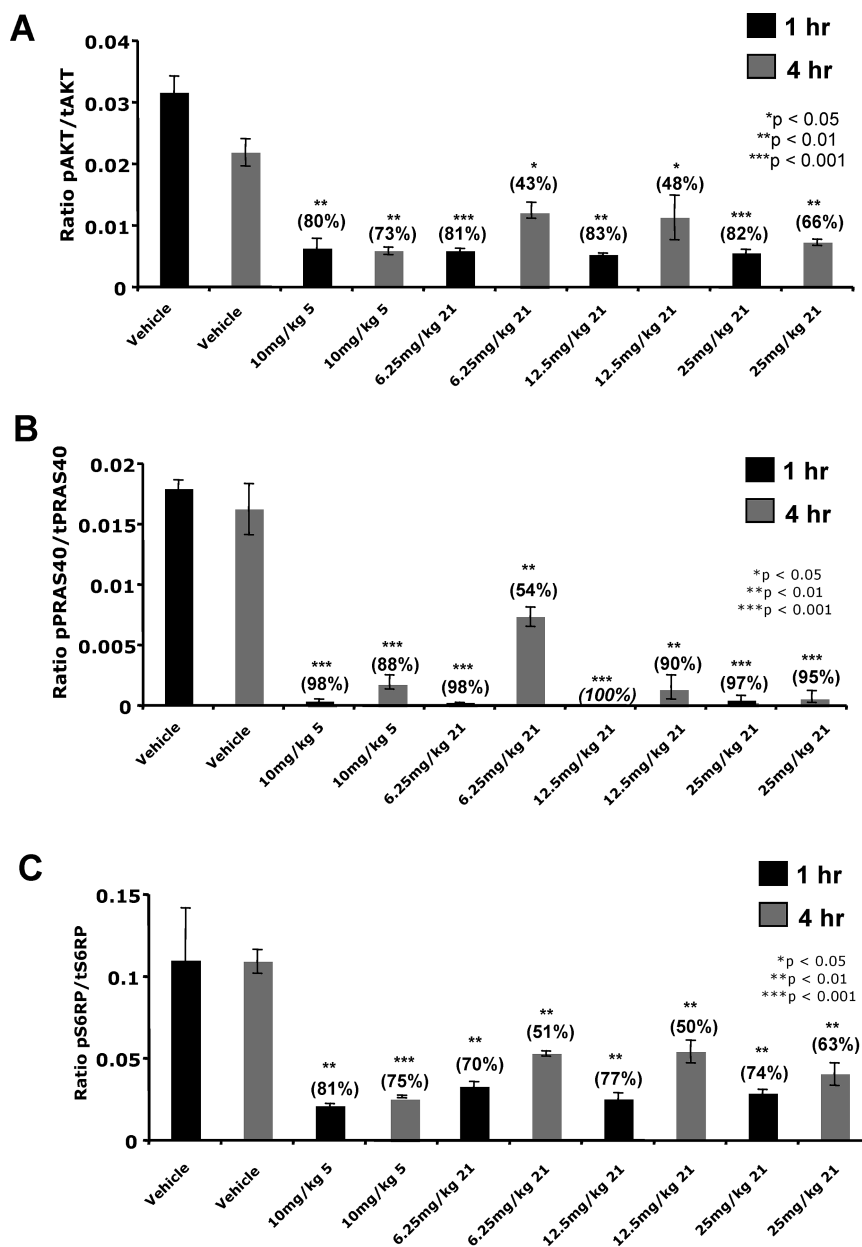 A
1 hr
4 hr
*p < 0.05
**p < 0.01
***p < 0.001
Ratio pAKT/tAKT
0.04
0.03
0.02
0.01
0
**
(80%)
**
(73%)
***
(81%)
*
(43%)
**
(83%)
*
(48%)
***
(82%)
**
(66%)
Vehicle
Vehicle
10mg/kg 5
10mg/kg 5
6.25mg/kg 21
6.25mg/kg 21
12.5mg/kg 21
12.5mg/kg 21
25mg/kg 21
25mg/kg 21
B
1 hr
4 hr
*p < 0.05
**p < 0.01
***p < 0.001
Ratio pPRAS40/tPRAS40
0.02
0.015
0.01
0.005
0
***
(98%)
***
(88%)
***
(98%)
**
(54%)
***
(100%)
**
(90%)
***
(97%)
***
(95%)
Vehicle
Vehicle
10mg/kg 5
10mg/kg 5
6.25mg/kg 21
6.25mg/kg 21
12.5mg/kg 21
12.5mg/kg 21
25mg/kg 21
25mg/kg 21
C
1 hr
4 hr
*p < 0.05
**p < 0.01
***p < 0.001
Ratio pS6RP/tS6RP
0.15
0.1
0.05
0
**
(81%)
***
(75%)
**
(70%)
**
(51%)
**
(77%)
**
(50%)
**
(74%)
**
(63%)
Vehicle
Vehicle
10mg/kg 5
10mg/kg 5
6.25mg/kg 21
6.25mg/kg 21
12.5mg/kg 21
12.5mg/kg 21
25mg/kg 21
25mg/kg 21